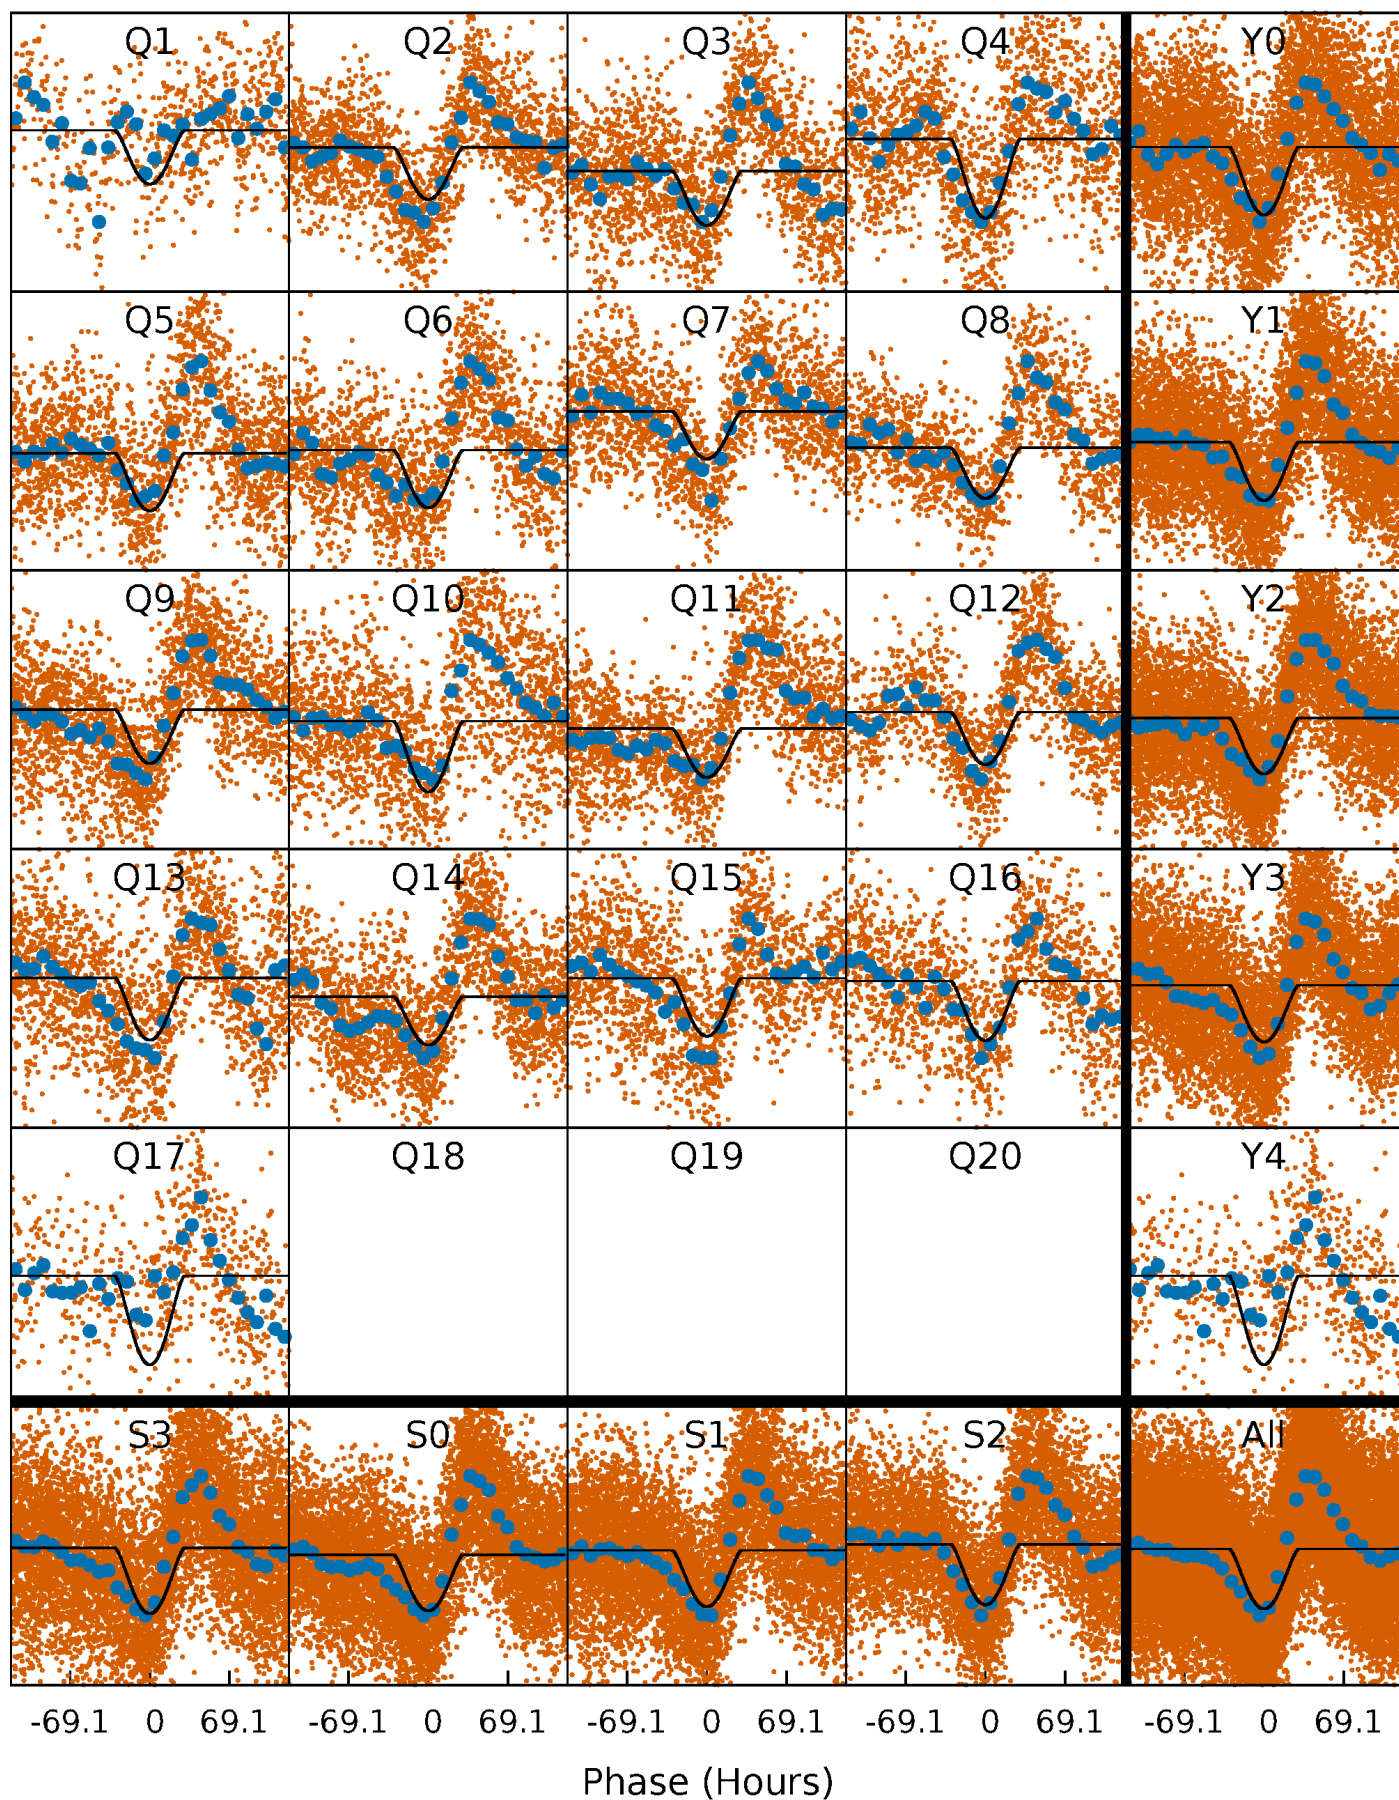 Q1 Q2 Q3 Q4 Y0
Q5 Q6 Q7 Q8 Y1
Q9 Q10 Q11 Q12 Y2
Q13 Q14 Q15 Q16 Y3
Q17 Q18 Q19 Q20 Y4
S3 S0 S1 S2 All
-69.1 0 69.1 -69.1 0 69.1 -69.1 0 69.1 -69.1 0 69.1 -69.1 0 69.1
Phase (Hours)